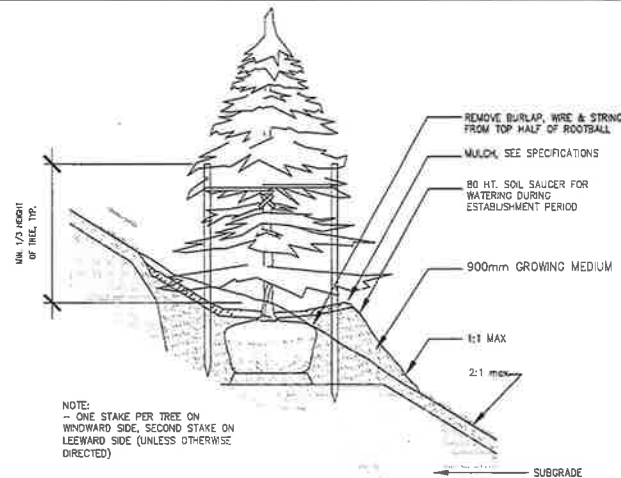 REMOVE BURLAP, WIRE & STRING
FROM TOP HALF OF ROOTBALL
MULCH, SEE SPECIFICATIONS
80 HT. SOIL SAUCER FOR
WATERING DURING
ESTABLISHMENT PERIOD
MIN. 1/3 HEIGHT
OF TREE, TYP.
900mm GROWING MEDIUM
1:1 MAX
2:1 max
NOTE:
- ONE STAKE PER TREE ON
WINDWARD SIDE, SECOND STAKE ON
LEEWARD SIDE (UNLESS OTHERWISE
DIRECTED)
SUBGRADE